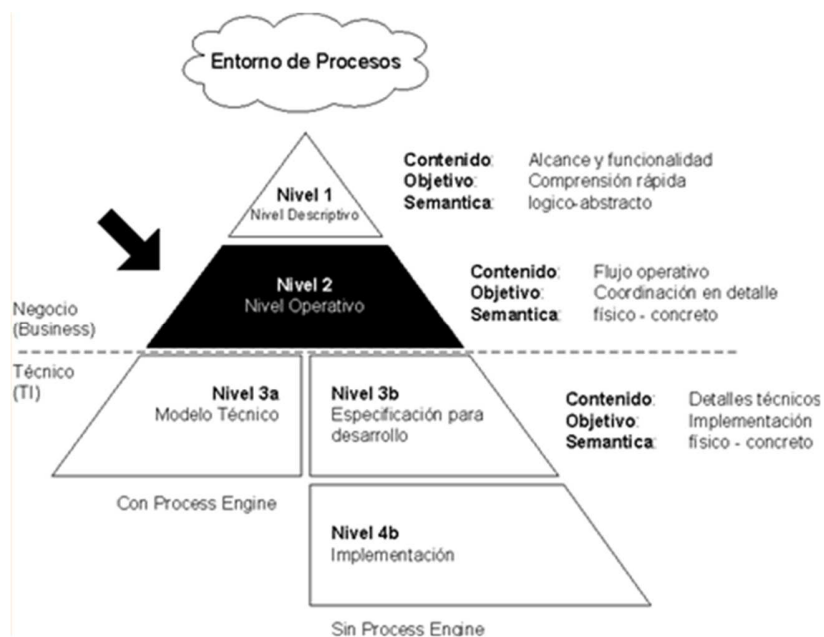 Entorno de Procesos
Nivel 1
Nivel Descriptivo
Contenido: Alcance y funcionalidad
Objetivo: Comprensión rápida
Semantica: logico-abstracto
Nivel 2
Nivel Operativo
Contenido: Flujo operativo
Objetivo: Coordinación en detalle
Semantica: físico - concreto
Negocio
(Business)
Técnico
(TI)
Nivel 3a
Modelo Técnico
Nivel 3b
Especificación para
desarrollo
Contenido: Detalles técnicos
Objetivo: Implementación
Semantica: físico - concreto
Con Process Engine
Nivel 4b
Implementación
Sin Process Engine